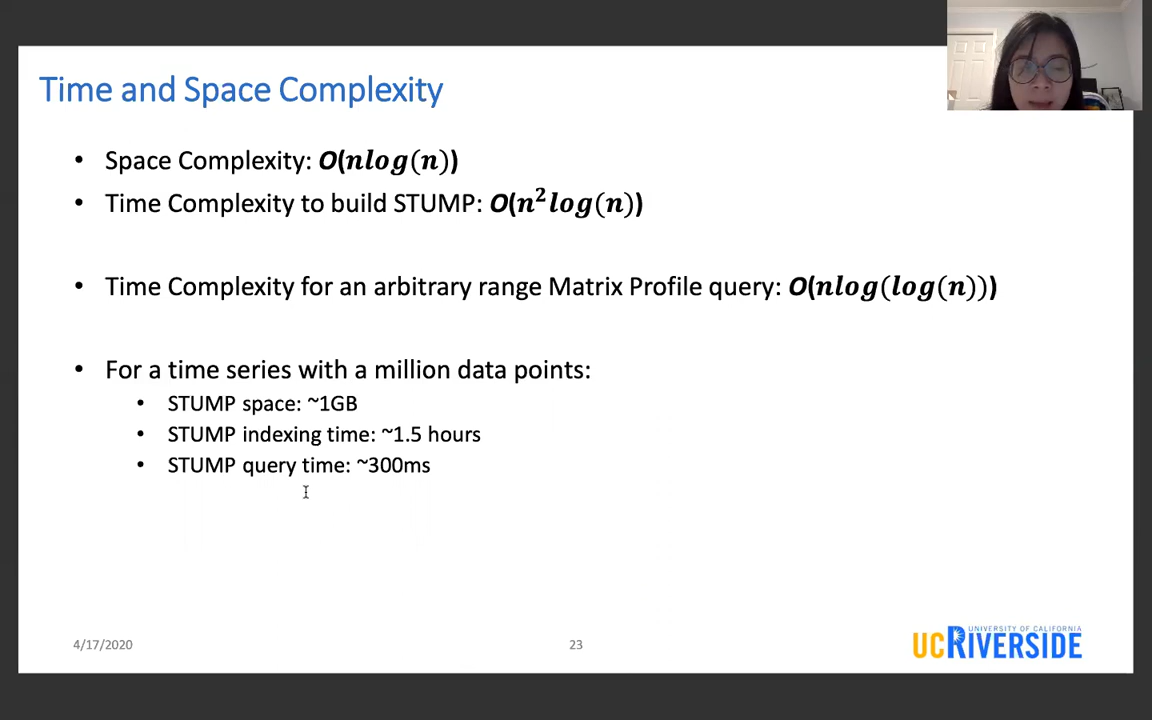 Time and Space Complexity
• Space Complexity: O(nlog(n))
• Time Complexity to build STUMP: O(n²log(n))
• Time Complexity for an arbitrary range Matrix Profile query: O(nlog(log(n)))
• For a time series with a million data points:
• STUMP space: ~1GB
• STUMP indexing time: ~1.5 hours
• STUMP query time: ~300ms
4/17/2020
23
UNIVERSITY OF CALIFORNIA
UCRIVERSIDE